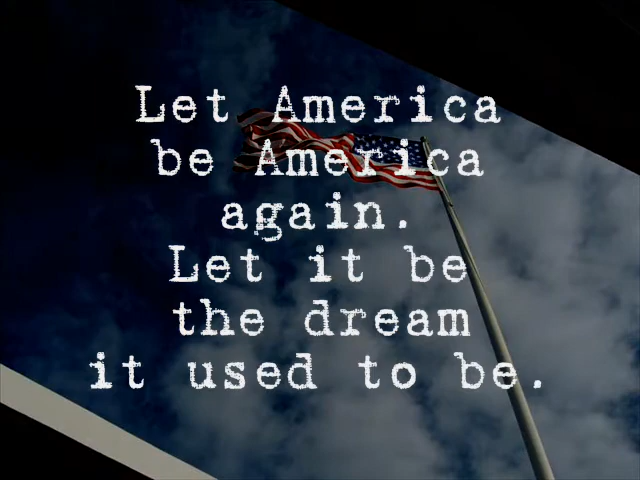 Let America
be America
again.
Let it be
the dream
it used to be.